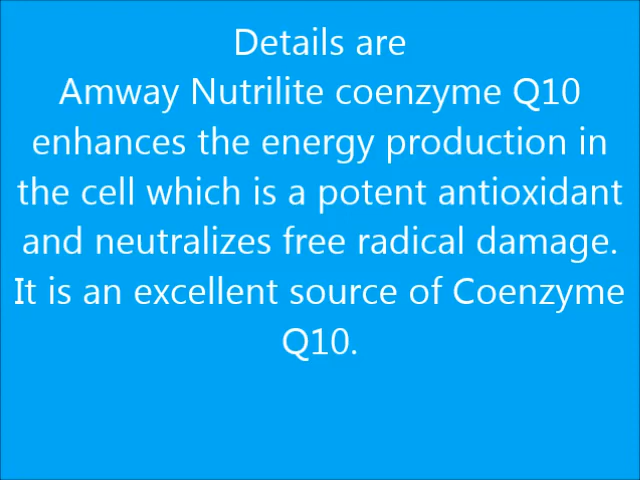 Details are
Amway Nutrilite coenzyme Q10
enhances the energy production in
the cell which is a potent antioxidant
and neutralizes free radical damage.
It is an excellent source of Coenzyme
Q10.